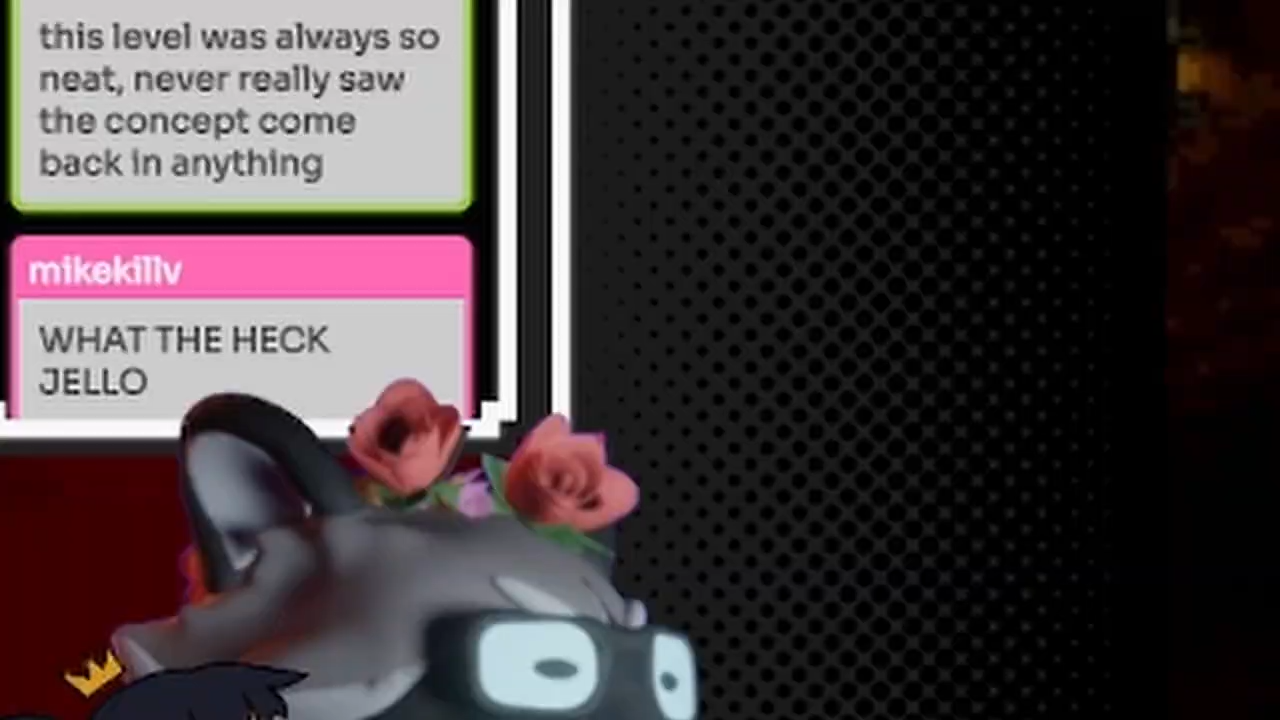 this level was always so
neat, never really saw
the concept come
back in anything
mikekillv
WHAT THE HECK
JELLO